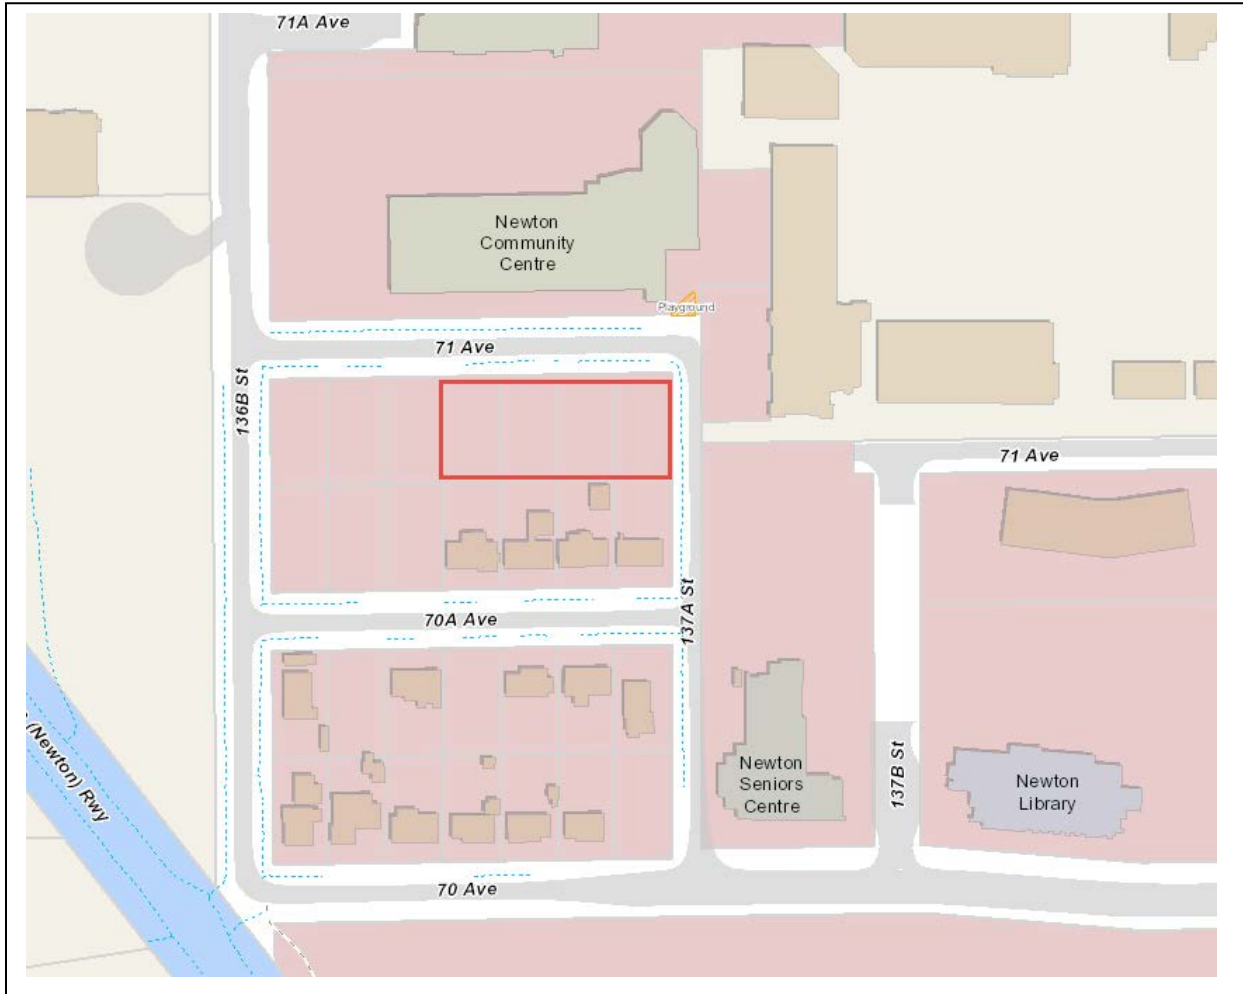 71A Ave
Newton
Community
Centre
Playground
71 Ave
136B St
71 Ave
137A St
70A Ave
(Newton) Rwy
Newton
Seniors
Centre
137B St
Newton
Library
70 Ave